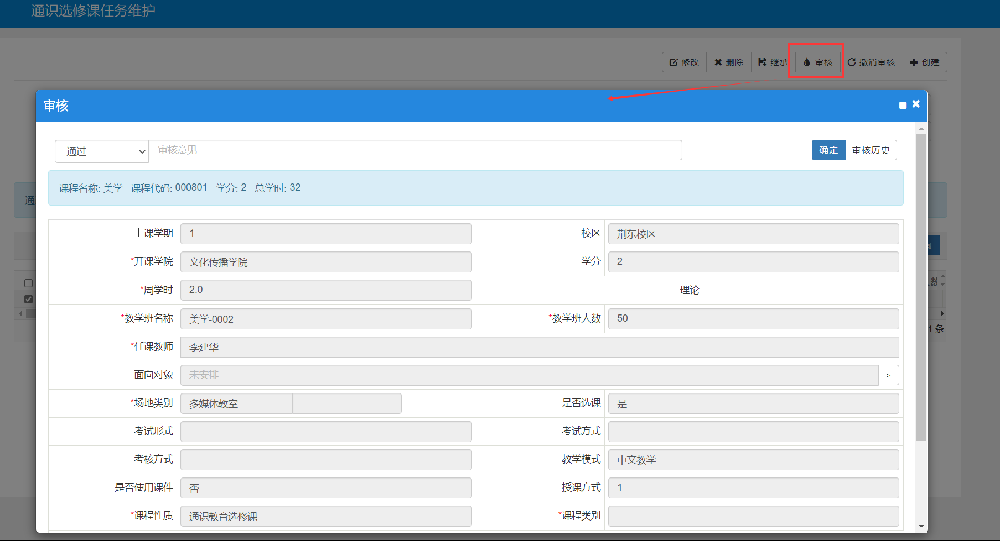 通识选修课任务维护
修改 删除 继承 审核 撤消审核 创建
审核
通过 审核意见 确定 审核历史
课程名称: 美学 课程代码: 000801 学分: 2 总学时: 32
上课学期 1 校区 荆东校区
*开课学院 文化传播学院 学分 2
*周学时 2.0 理论
*教学班名称 美学-0002 *教学班人数 50
*任课教师 李建华
面向对象 未安排 >
*场地类别 多媒体教室 是否选课 是
考试形式 考试方式
考核方式 教学模式 中文教学
是否使用课件 否 授课方式 1
*课程性质 通识教育选修课 *课程类别
通
数
1 条